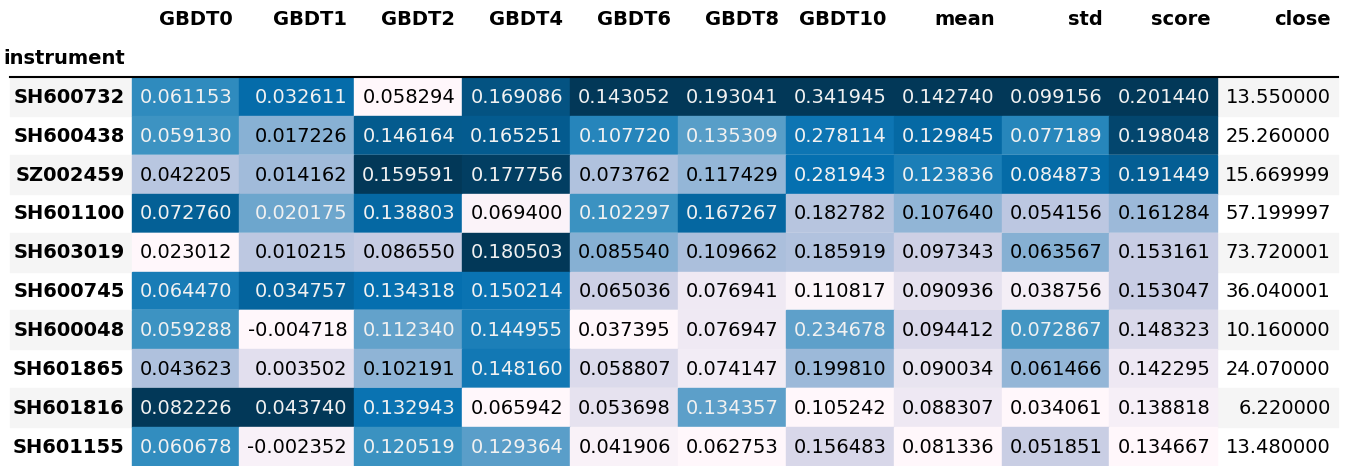 GBDT0 GBDT1 GBDT2 GBDT4 GBDT6 GBDT8 GBDT10 mean std score close
instrument
SH600732 0.061153 0.032611 0.058294 0.169086 0.143052 0.193041 0.341945 0.142740 0.099156 0.201440 13.550000
SH600438 0.059130 0.017226 0.146164 0.165251 0.107720 0.135309 0.278114 0.129845 0.077189 0.198048 25.260000
SZ002459 0.042205 0.014162 0.159591 0.177756 0.073762 0.117429 0.281943 0.123836 0.084873 0.191449 15.669999
SH601100 0.072760 0.020175 0.138803 0.069400 0.102297 0.167267 0.182782 0.107640 0.054156 0.161284 57.199997
SH603019 0.023012 0.010215 0.086550 0.180503 0.085540 0.109662 0.185919 0.097343 0.063567 0.153161 73.720001
SH600745 0.064470 0.034757 0.134318 0.150214 0.065036 0.076941 0.110817 0.090936 0.038756 0.153047 36.040001
SH600048 0.059288 -0.004718 0.112340 0.144955 0.037395 0.076947 0.234678 0.094412 0.072867 0.148323 10.160000
SH601865 0.043623 0.003502 0.102191 0.148160 0.058807 0.074147 0.199810 0.090034 0.061466 0.142295 24.070000
SH601816 0.082226 0.043740 0.132943 0.065942 0.053698 0.134357 0.105242 0.088307 0.034061 0.138818 6.220000
SH601155 0.060678 -0.002352 0.120519 0.129364 0.041906 0.062753 0.156483 0.081336 0.051851 0.134667 13.480000